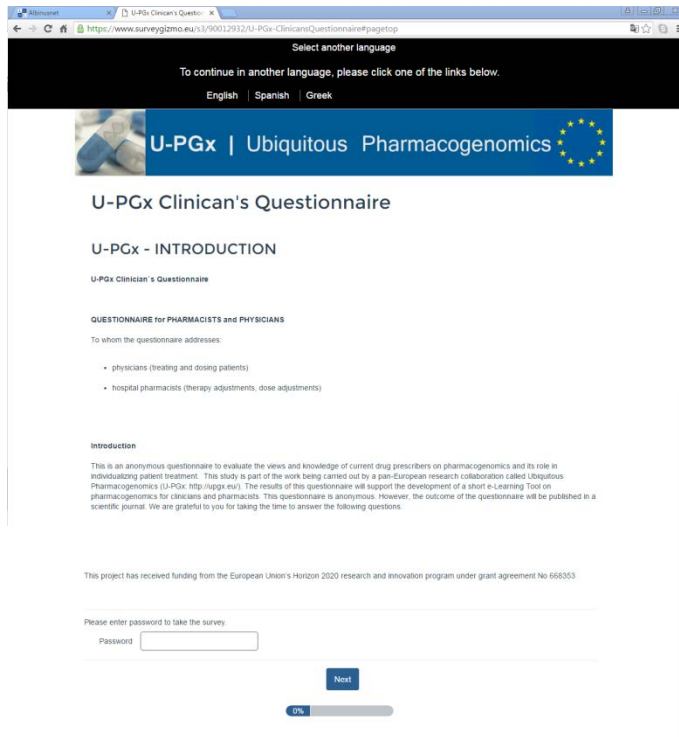 Albinusnet
U-PGx Clinican's Question
https://www.surveygizmo.eu/s3/90012932/U-PGx-ClinicansQuestionnaire#pagetop
Select another language
To continue in another language, please click one of the links below.
English | Spanish | Greek
U-PGx | Ubiquitous Pharmacogenomics
U-PGx Clinican's Questionnaire
U-PGx - INTRODUCTION
U-PGx Clinician´s Questionnaire
QUESTIONNAIRE for PHARMACISTS and PHYSICIANS
To whom the questionnaire addresses:
• physicians (treating and dosing patients)
• hospital pharmacists (therapy adjustments, dose adjustments)
Introduction
This is an anonymous questionnaire to evaluate the views and knowledge of current drug prescribers on pharmacogenomics and its role in
individualizing patient treatment. This study is part of the work being carried out by a pan-European research collaboration called Ubiquitous
Pharmacogenomics (U-PGx: http://upgx.eu/). The results of this questionnaire will support the development of a short e-Learning Tool on
pharmacogenomics for clinicians and pharmacists. This questionnaire is anonymous. However, the outcome of the questionnaire will be published in a
scientific journal. We are grateful to you for taking the time to answer the following questions.
This project has received funding from the European Union's Horizon 2020 research and innovation program under grant agreement No 668353
Please enter password to take the survey.
Password
Next
0%